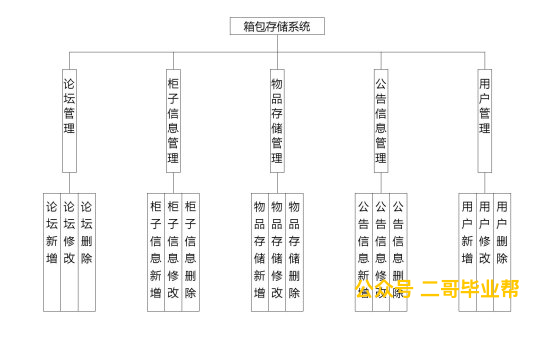 箱包存储系统
论坛管理
柜子信息管理
物品存储管理
公告信息管理
用户管理
论坛新增
论坛修改
论坛删除
柜子信息新增
柜子信息修改
柜子信息删除
物品存储新增
物品存储修改
物品存储删除
公告信息新增
公告信息修改
公告信息删除
用户新增
用户修改
用户删除
公众号 二哥毕业帮